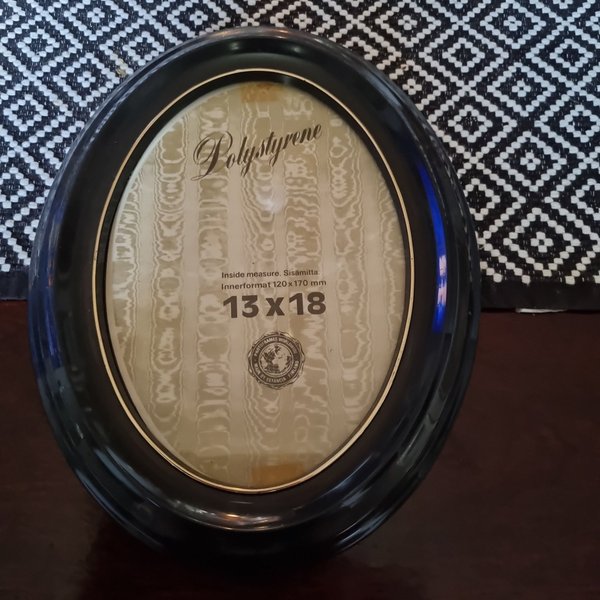 Polystyrene
Inside measure. Sisämitta
Innerformat 120 x 170 mm
13 x 18